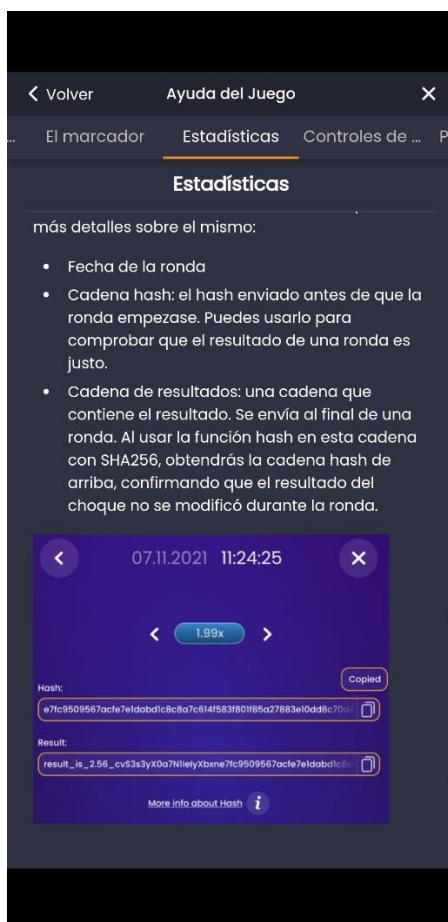 Volver Ayuda del Juego
... El marcador Estadísticas Controles de ... P
Estadísticas
más detalles sobre el mismo:
• Fecha de la ronda
• Cadena hash: el hash enviado antes de que la
ronda empezase. Puedes usarlo para
comprobar que el resultado de una ronda es
justo.
• Cadena de resultados: una cadena que
contiene el resultado. Se envía al final de una
ronda. Al usar la función hash en esta cadena
con SHA256, obtendrás la cadena hash de
arriba, confirmando que el resultado del
choque no se modificó durante la ronda.
07.11.2021 11:24:25
1.99x
Copied
Hash:
e7fc9509567acfe7e1dabd1c8c8a7c614f583f801f85a27883e10dd8c70d
Result:
result_is_2.56_cvS3s3yX0a7N1IelyXbxne7fc9509567acfe7e1dabd1c8c
More info about Hash i